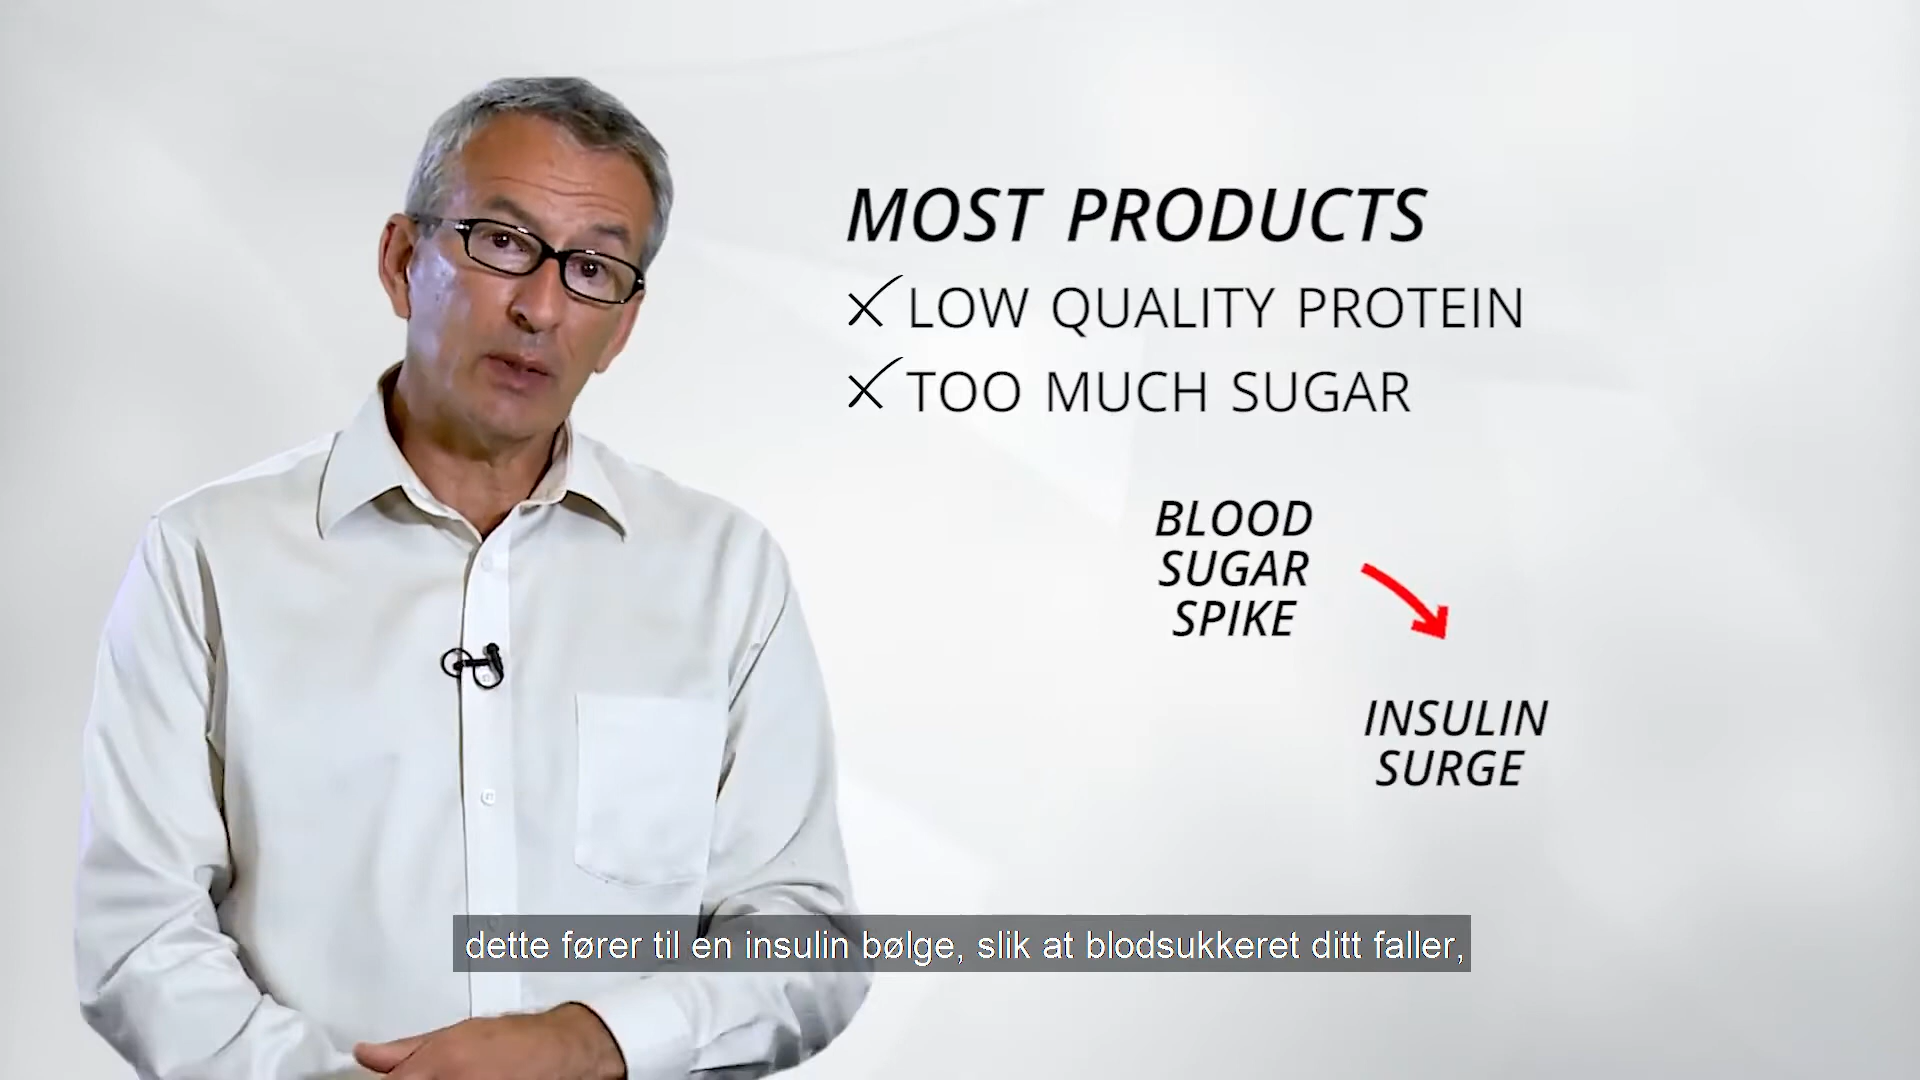 MOST PRODUCTS
LOW QUALITY PROTEIN
TOO MUCH SUGAR
BLOOD
SUGAR
SPIKE
INSULIN
SURGE
dette fører til en insulin bølge, slik at blodsukkeret ditt faller,